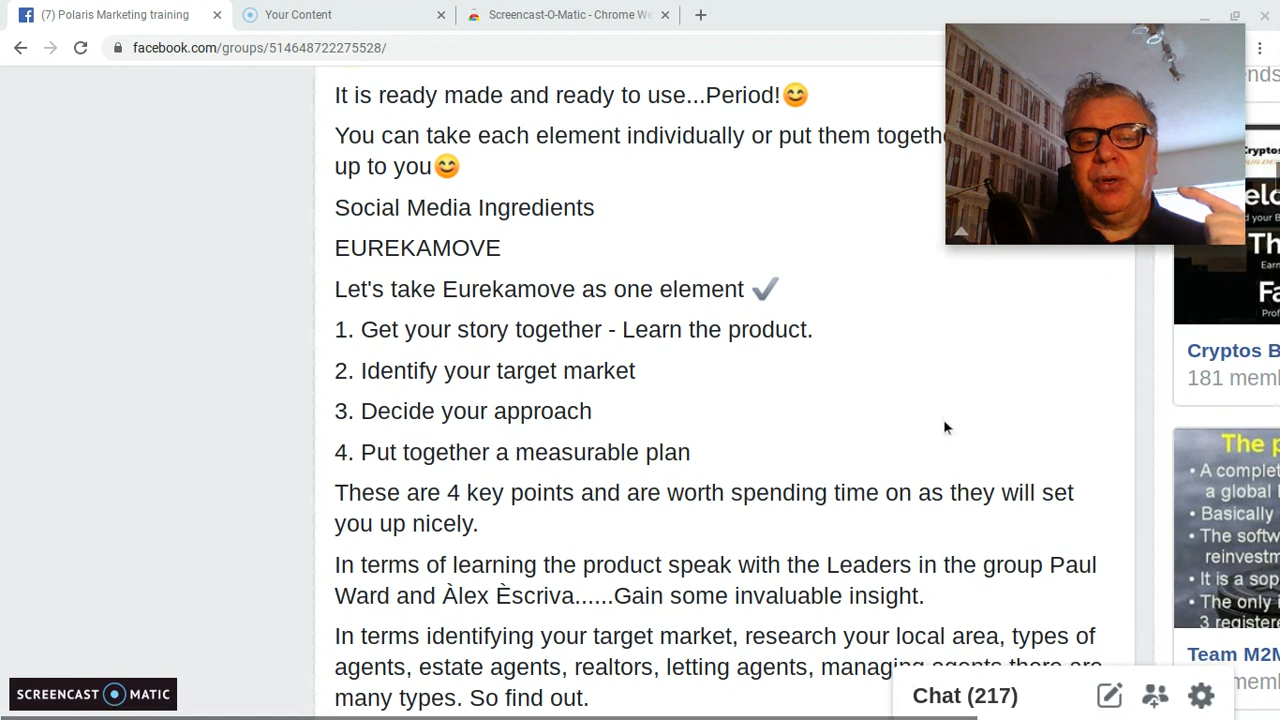 (7) Polaris Marketing training
Your Content
Screencast-O-Matic - Chrome We
facebook.com/groups/514648722275528/
It is ready made and ready to use...Period!😊
You can take each element individually or put them togethe
up to you😊
Social Media Ingredients
EUREKAMOVE
Let's take Eurekamove as one element ✔
1. Get your story together - Learn the product.
2. Identify your target market
3. Decide your approach
4. Put together a measurable plan
These are 4 key points and are worth spending time on as they will set
you up nicely.
In terms of learning the product speak with the Leaders in the group Paul
Ward and Àlex Èscriva......Gain some invaluable insight.
In terms identifying your target market, research your local area, types of
agents, estate agents, realtors, letting agents, managing agents there are
many types. So find out.
ends
Cryptos
Th
Earn
Fa
Prof
Cryptos B
181 memb
The p
• A complet
a global
• Basically
• The softw
reinvestm
• It is a sop
• The only i
3 registere
Team M2M
Chat (217)
SCREENCAST MATIC